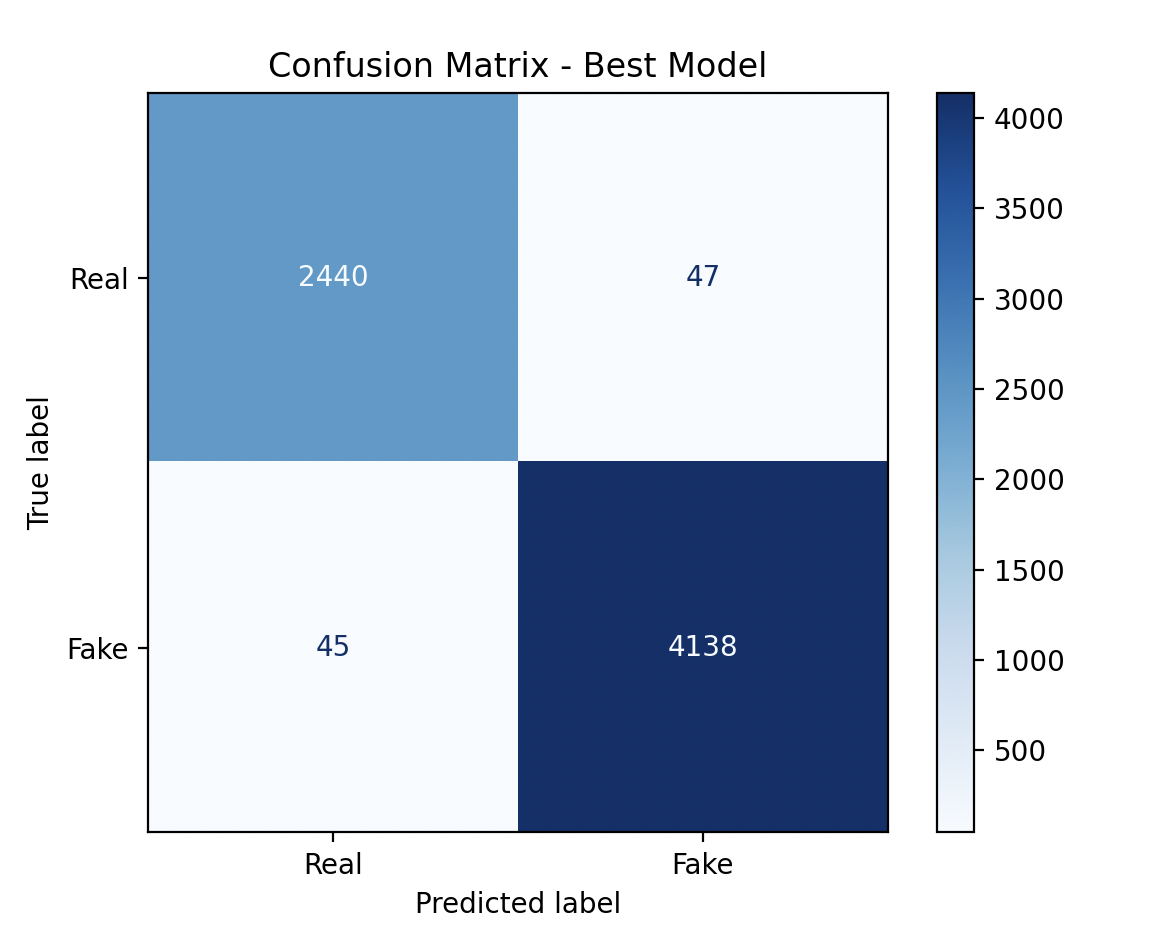 Confusion Matrix - Best Model
True label
Real
Fake
2440
47
45
4138
Real
Fake
Predicted label
4000
3500
3000
2500
2000
1500
1000
500